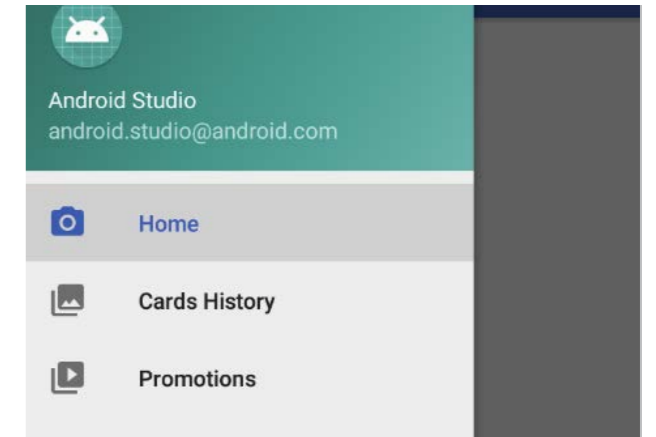 Android Studio
android.studio@android.com
Home
Cards History
Promotions